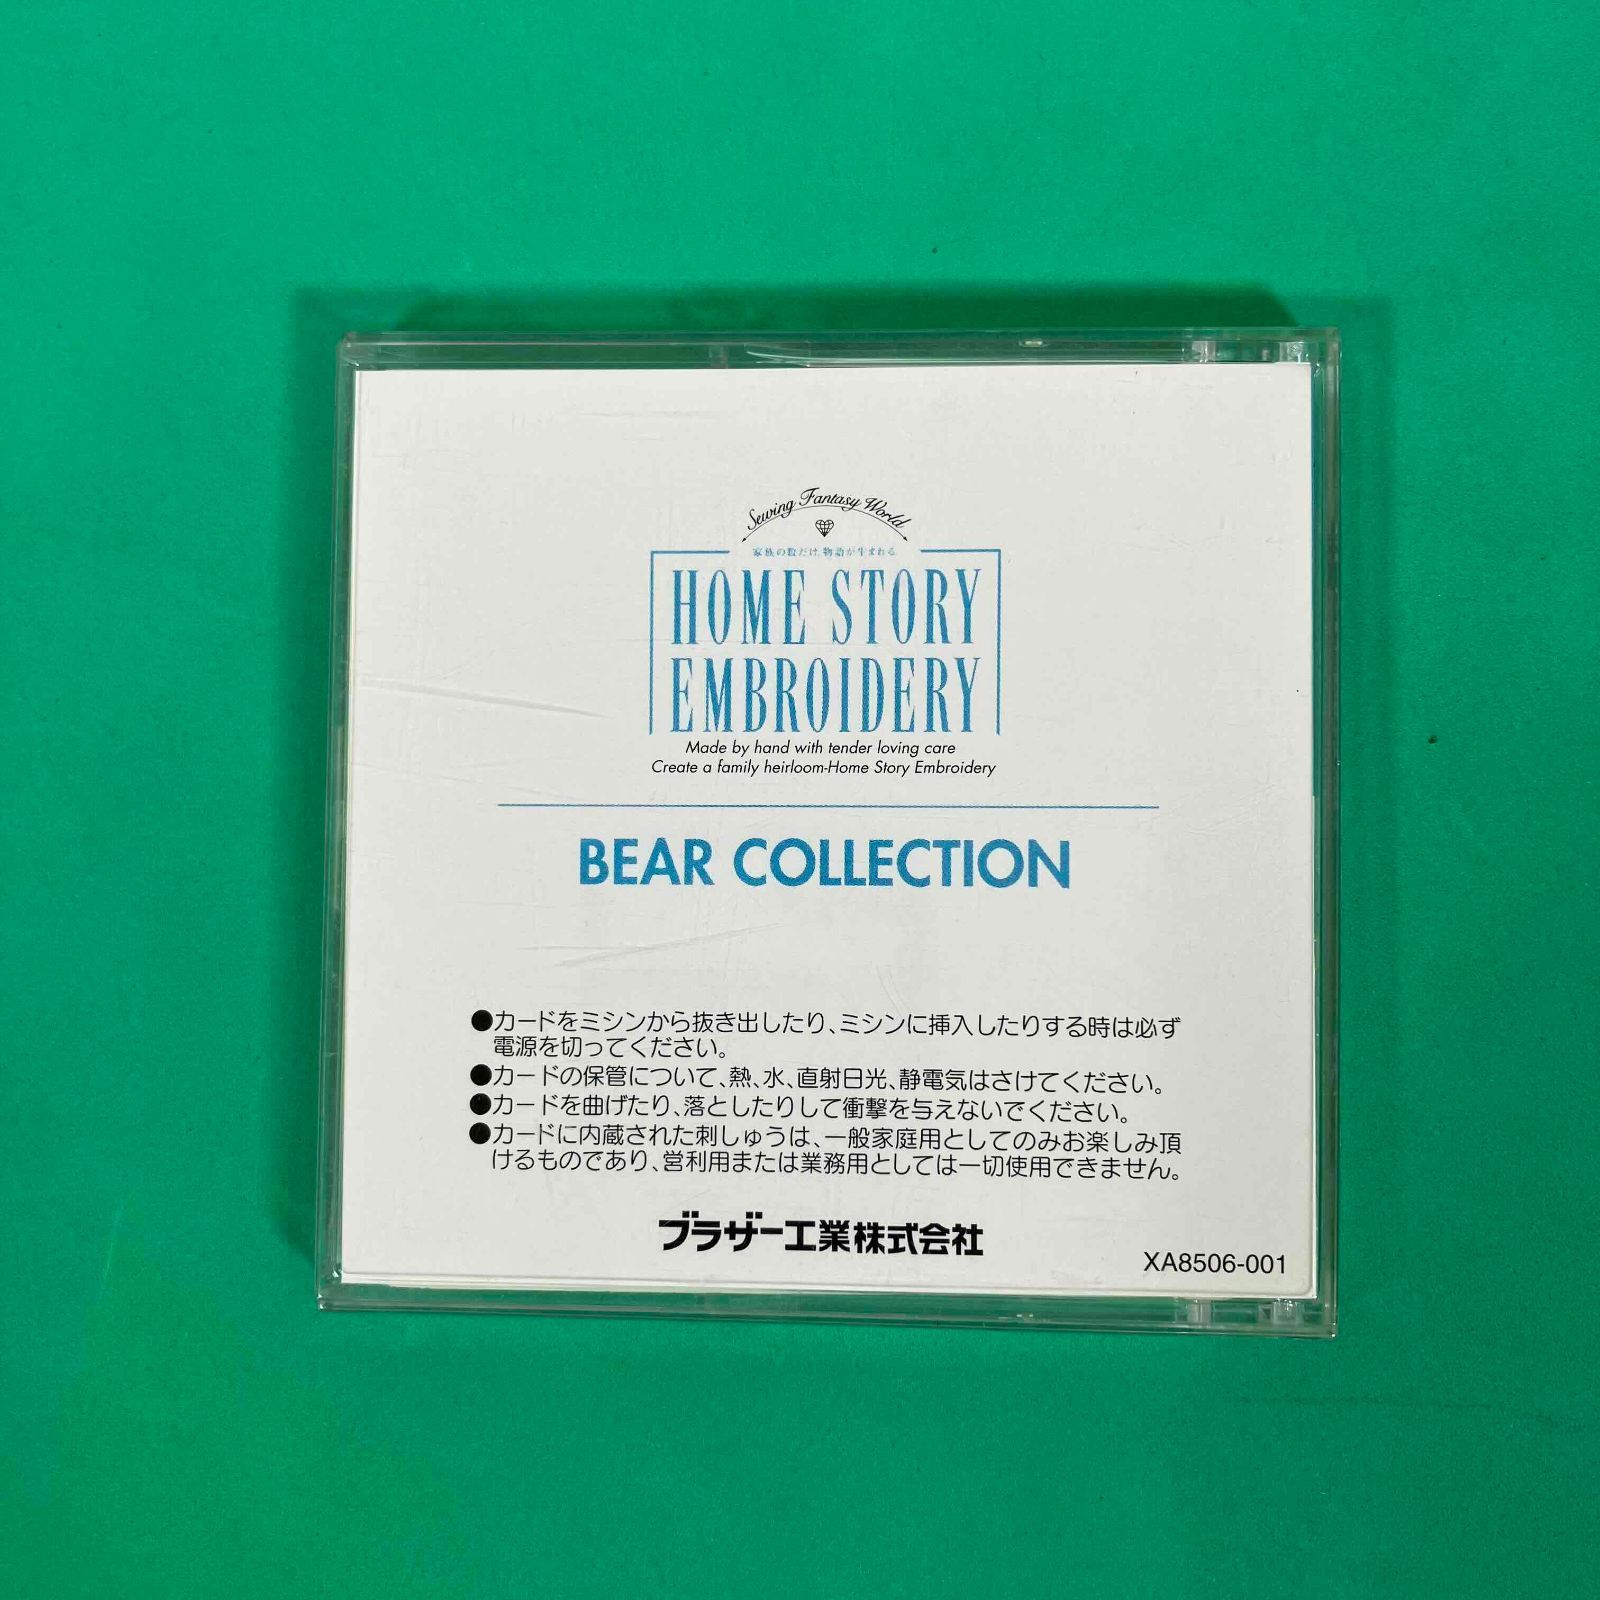 Sewing Fantasy World
家族の数だけ、物語が生まれる
HOME STORY
EMBROIDERY
Made by hand with tender loving care
Create a family heirloom-Home Story Embroidery
BEAR COLLECTION
●カードをミシンから抜き出したり、ミシンに挿入したりする時は必ず
電源を切ってください。
●カードの保管について、熱、水、直射日光、静電気はさけてください。
●カードを曲げたり、落としたりして衝撃を与えないでください。
●カードに内蔵された刺しゅうは、一般家庭用としてのみお楽しみ頂
けるものであり、営利用または業務用としては一切使用できません。
ブラザー工業株式会社
XA8506-001